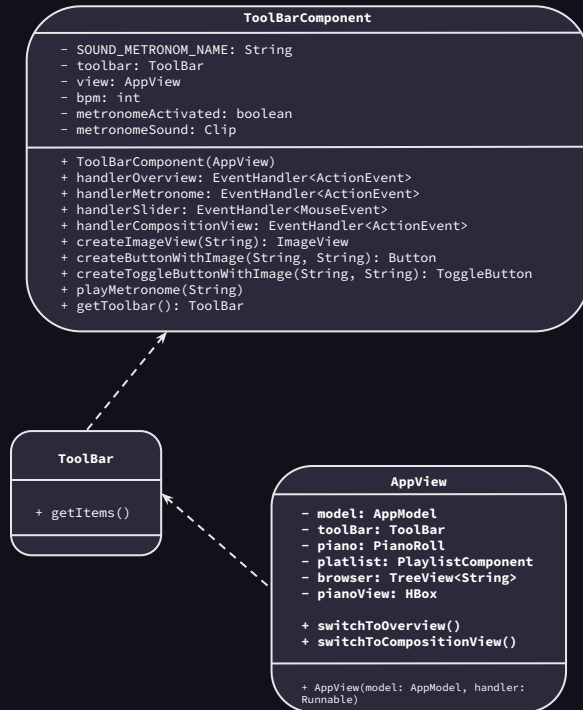 ToolBarComponent
- SOUND_METRONOM_NAME: String
- toolbar: ToolBar
- view: AppView
- bpm: int
- metronomeActivated: boolean
- metronomeSound: Clip
+ ToolBarComponent(AppView)
+ handlerOverview: EventHandler<ActionEvent>
+ handlerMetronome: EventHandler<ActionEvent>
+ handlerSlider: EventHandler<MouseEvent>
+ handlerCompositionView: EventHandler<ActionEvent>
+ createImageView(String): ImageView
+ createButtonWithImage(String, String): Button
+ createToggleButtonWithImage(String, String): ToggleButton
+ playMetronome(String)
+ getToolbar(): ToolBar
ToolBar
+ getItems()
AppView
- model: AppModel
- toolBar: ToolBar
- piano: PianoRoll
- platlist: PlaylistComponent
- browser: TreeView<String>
- pianoView: HBox
+ switchToOverview()
+ switchToCompositionView()
+ AppView(model: AppModel, handler:
Runnable)